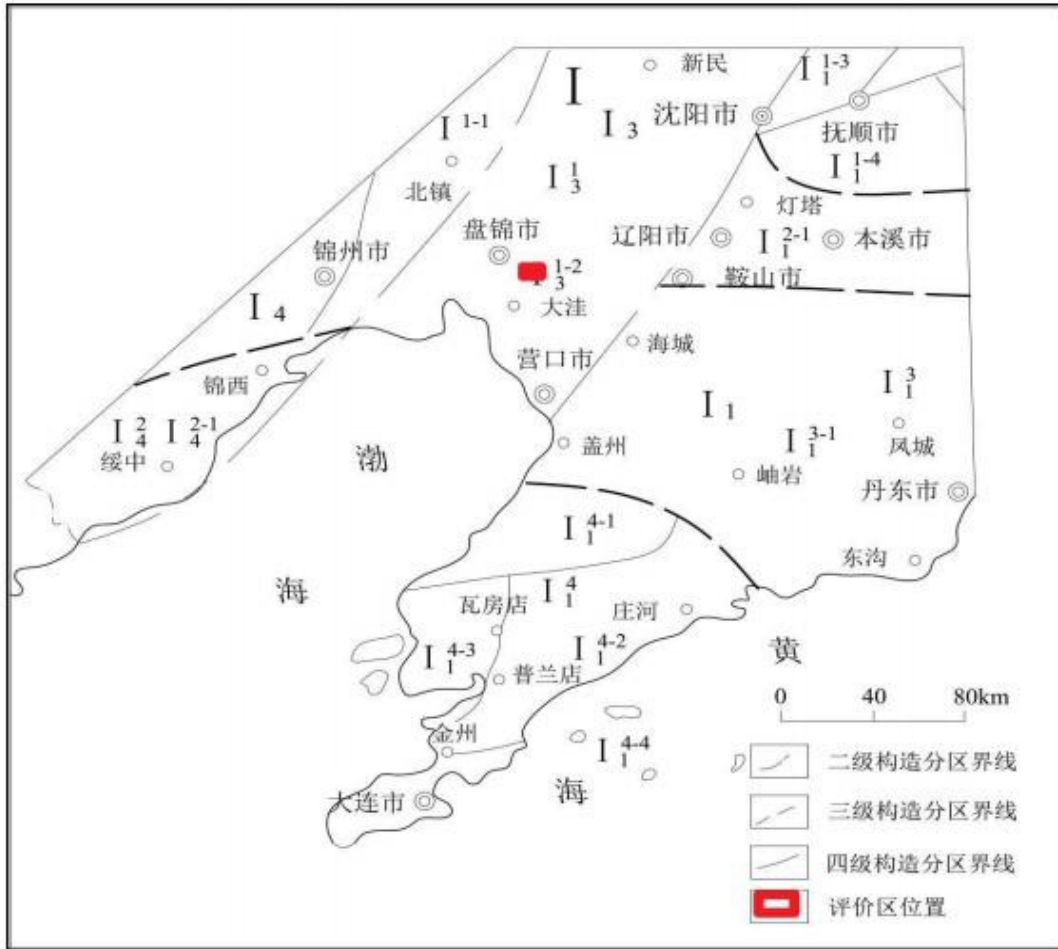 新民
I 1-3 1
I
I 3
沈阳市
抚顺市
I 1-1
北镇
I 1 3
I 1-4 1
灯塔
盘锦市
辽阳市
I 2-1 1
本溪市
锦州市
1-2 3
鞍山市
大洼
I 4
海城
营口市
锦西
I 3 1
I 1
I 2 4
I 2-1 4
I 3-1 1
凤城
绥中
渤
盖州
岫岩
丹东市
I 4-1 1
东沟
海
I 4 1
瓦房店
庄河
I 4-3 1
I 4-2 1
黄
普兰店
0 40 80km
金州
I 4-4 1
二级构造分区界线
海
大连市
三级构造分区界线
四级构造分区界线
评价区位置